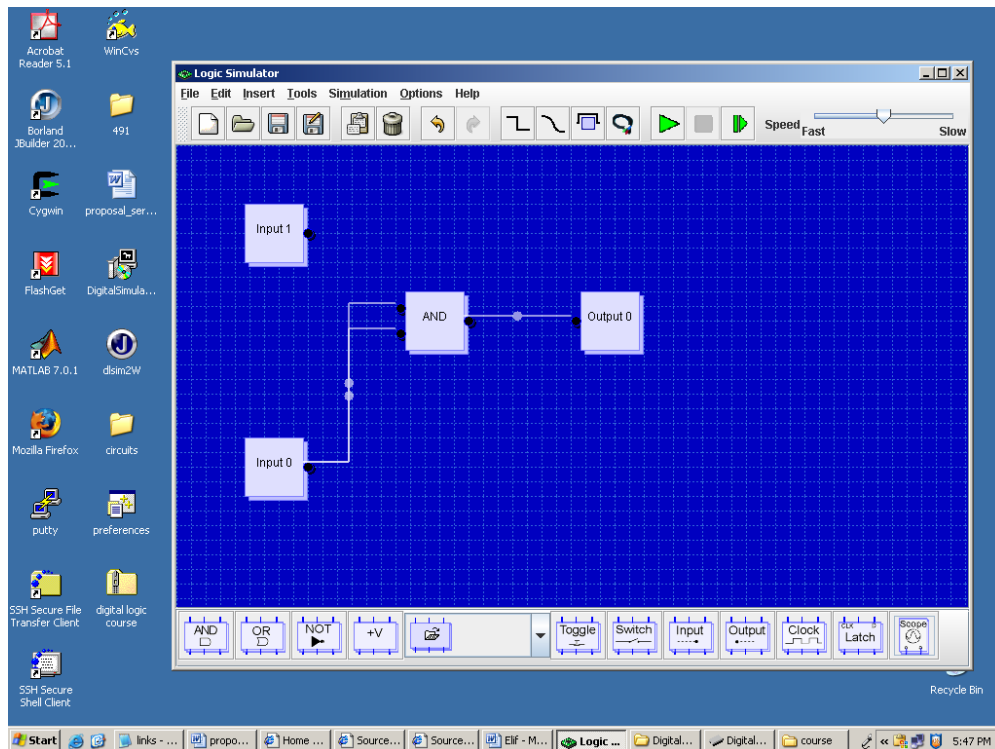 Acrobat
Reader 5.1
WinCvs
Borland
JBuilder 20...
491
Cygwin
proposal_ser...
FlashGet
DigitalSimula...
MATLAB 7.0.1
dlsim2W
Mozilla Firefox
circuits
putty
preferences
SSH Secure File
Transfer Client
digital logic
course
SSH Secure
Shell Client
Recycle Bin
Logic Simulator
File Edit Insert Tools Simulation Options Help
Speed Fast Slow
Input 1
AND
Output 0
Input 0
AND OR NOT +V Toggle Switch Input Output Clock CLK D Latch Scope
Start links - ... propo... Home ... Source... Source... Elif - M... Logic ... Digital... Digital... course « 5:47 PM